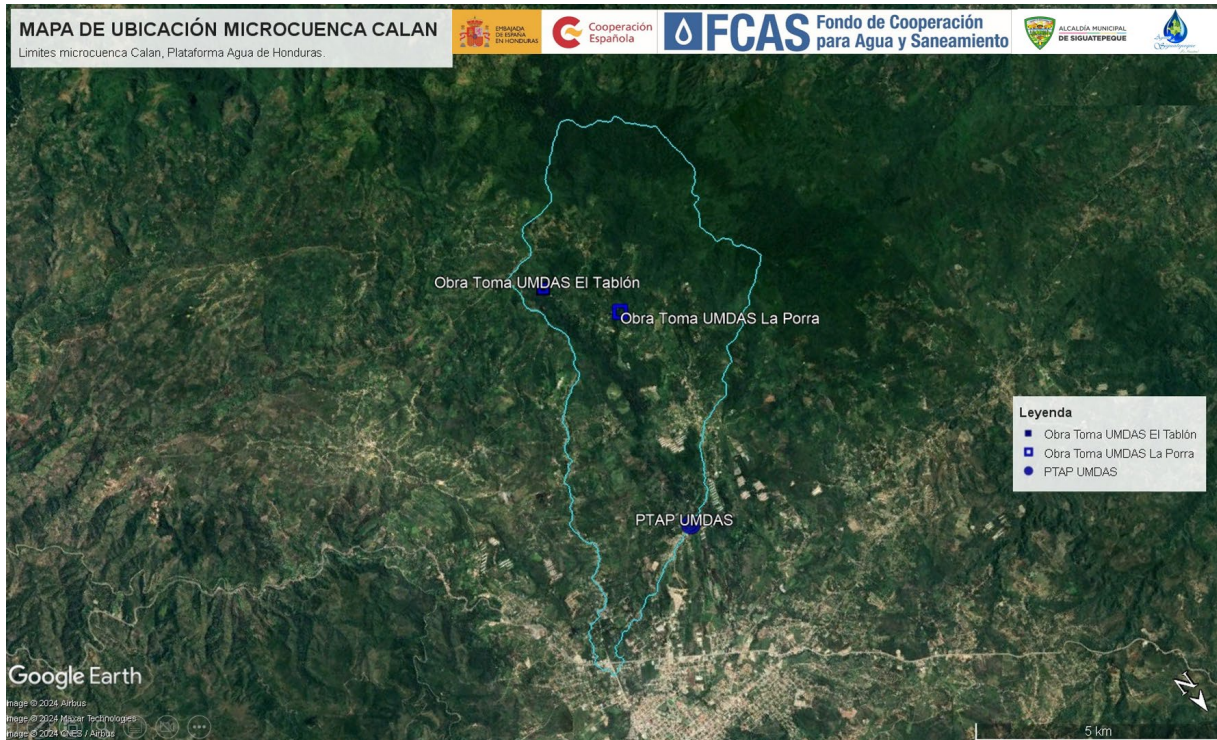 MAPA DE UBICACIÓN MICROCUENCA CALAN
Limites microcuenca Calan, Plataforma Agua de Honduras.
EMBAJADA
DE ESPAÑA
EN HONDURAS
Cooperación
Española
FCAS
Fondo de Cooperación
para Agua y Saneamiento
ALCALDÍA MUNICIPAL
DE SIGUATEPEQUE
Siguatepeque
Obra Toma UMDAS El Tablón
Obra Toma UMDAS La Porra
PTAP UMDAS
Leyenda
Obra Toma UMDAS El Tablón
Obra Toma UMDAS La Porra
PTAP UMDAS
Google Earth
Image © 2024 Airbus
Image © 2024 Maxar Technologies
Image © 2024 CNES / Airbus
N
5 km